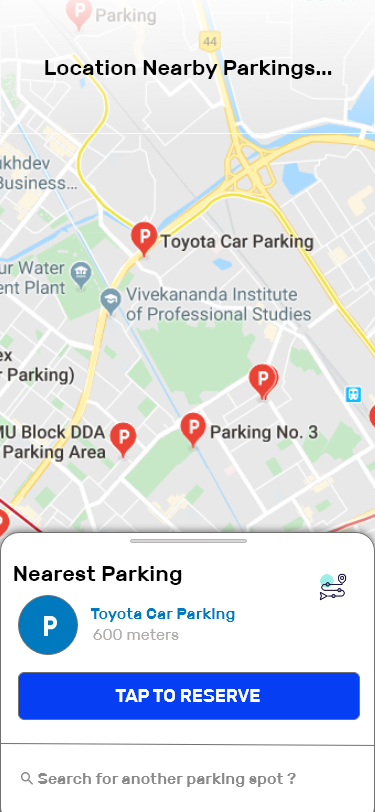 P Parking
44
Location Nearby Parkings...
ukhdev
Business...
P
Toyota Car Parking
ur Water
ent Plant
Vivekananda Institute
of Professional Studies
ex
r Parking)
P
MU Block DDA
Parking Area
P
P
Parking No. 3
P
Nearest Parking
P
Toyota Car Parking
600 meters
TAP TO RESERVE
Search for another parking spot ?